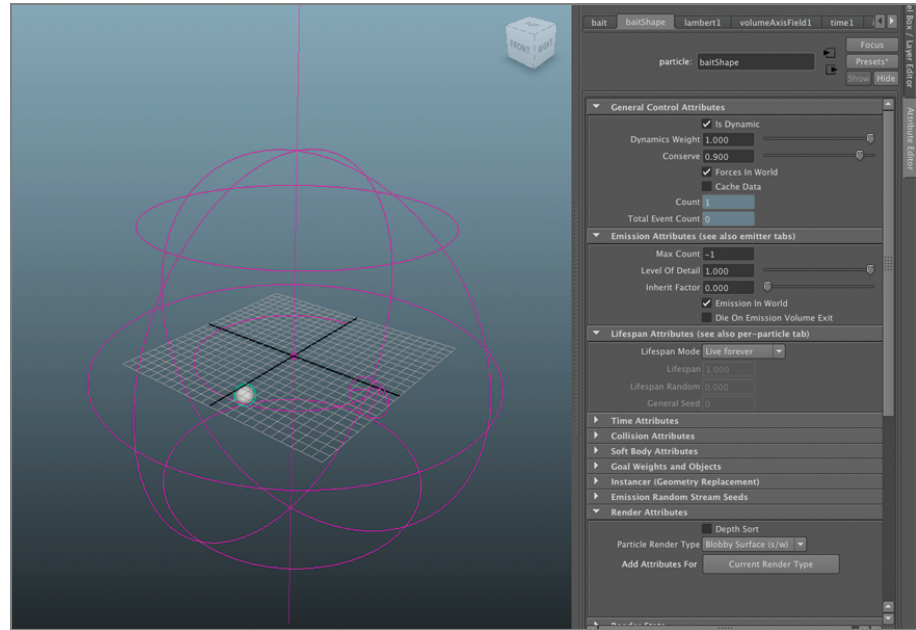 bait baitShape lambert1 volumeAxisField1 time1
FRONT RIGHT
particle: baitShape
Focus
Presets*
Show Hide
General Control Attributes
Is Dynamic
Dynamics Weight 1.000
Conserve 0.900
Forces In World
Cache Data
Count 1
Total Event Count 0
Emission Attributes (see also emitter tabs)
Max Count -1
Level Of Detail 1.000
Inherit Factor 0.000
Emission In World
Die On Emission Volume Exit
Lifespan Attributes (see also per-particle tab)
Lifespan Mode Live forever
Lifespan 1.000
Lifespan Random 0.000
General Seed 0
Time Attributes
Collision Attributes
Soft Body Attributes
Goal Weights and Objects
Instancer (Geometry Replacement)
Emission Random Stream Seeds
Render Attributes
Depth Sort
Particle Render Type Blobby Surface (s/w)
Add Attributes For Current Render Type
Box / Layer Editor
Attribute Editor